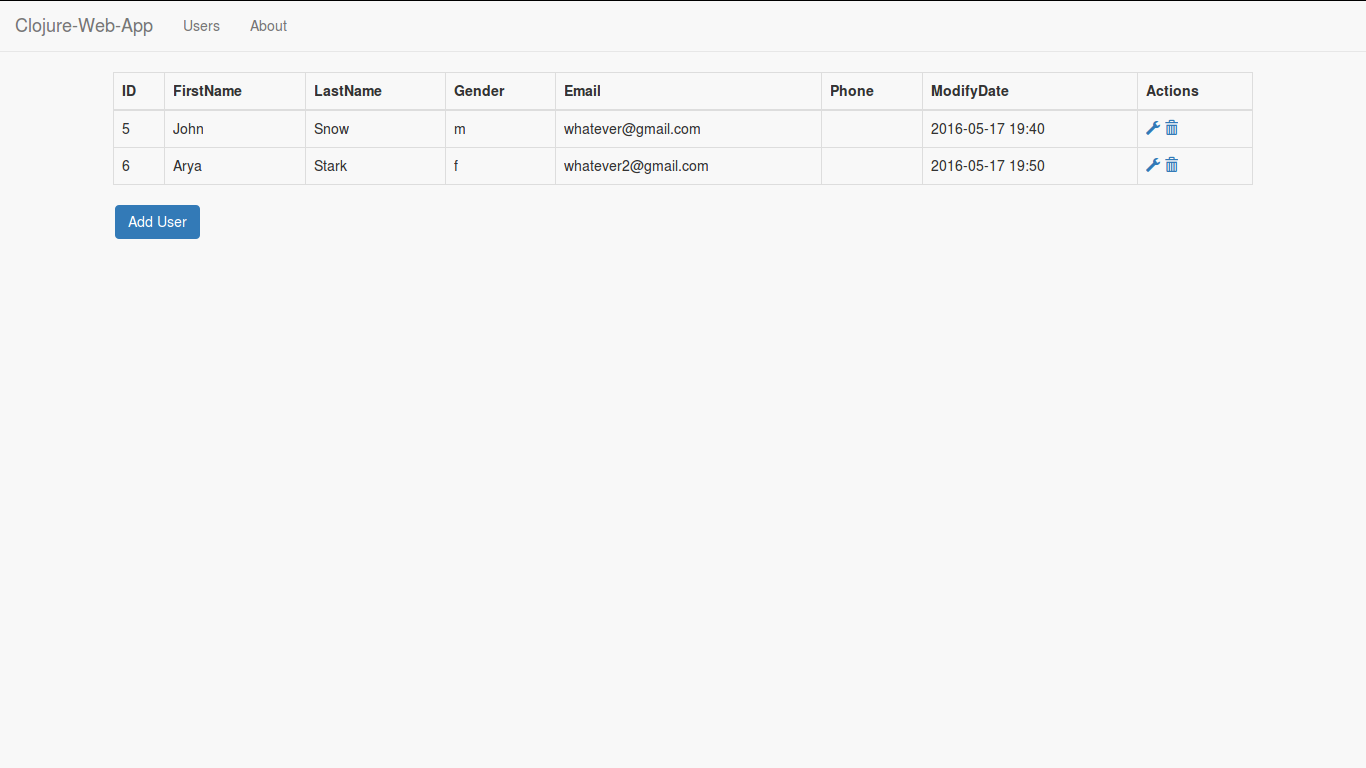 Clojure-Web-App Users About
ID FirstName LastName Gender Email Phone ModifyDate Actions
5 John Snow m whatever@gmail.com 2016-05-17 19:40
6 Arya Stark f whatever2@gmail.com 2016-05-17 19:50
Add User